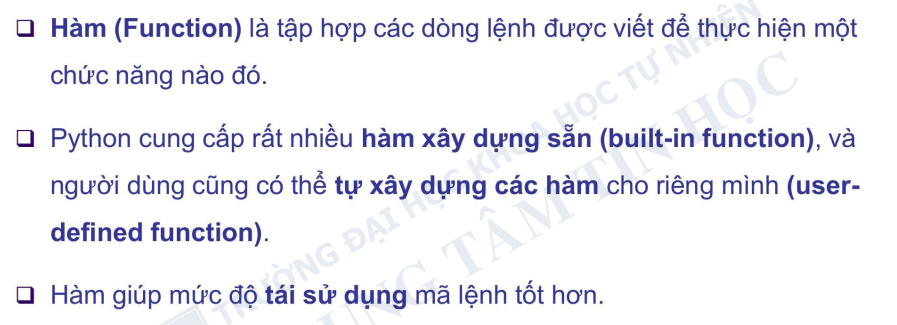 ❑ Hàm (Function) là tập hợp các dòng lệnh được viết để thực hiện một
chức năng nào đó.
❑ Python cung cấp rất nhiều hàm xây dựng sẵn (built-in function), và
người dùng cũng có thể tự xây dựng các hàm cho riêng mình (user-
defined function).
❑ Hàm giúp mức độ tái sử dụng mã lệnh tốt hơn.
TRƯỜNG ĐẠI HỌC KHOA HỌC TỰ NHIÊN
TRUNG TÂM TIN HỌC